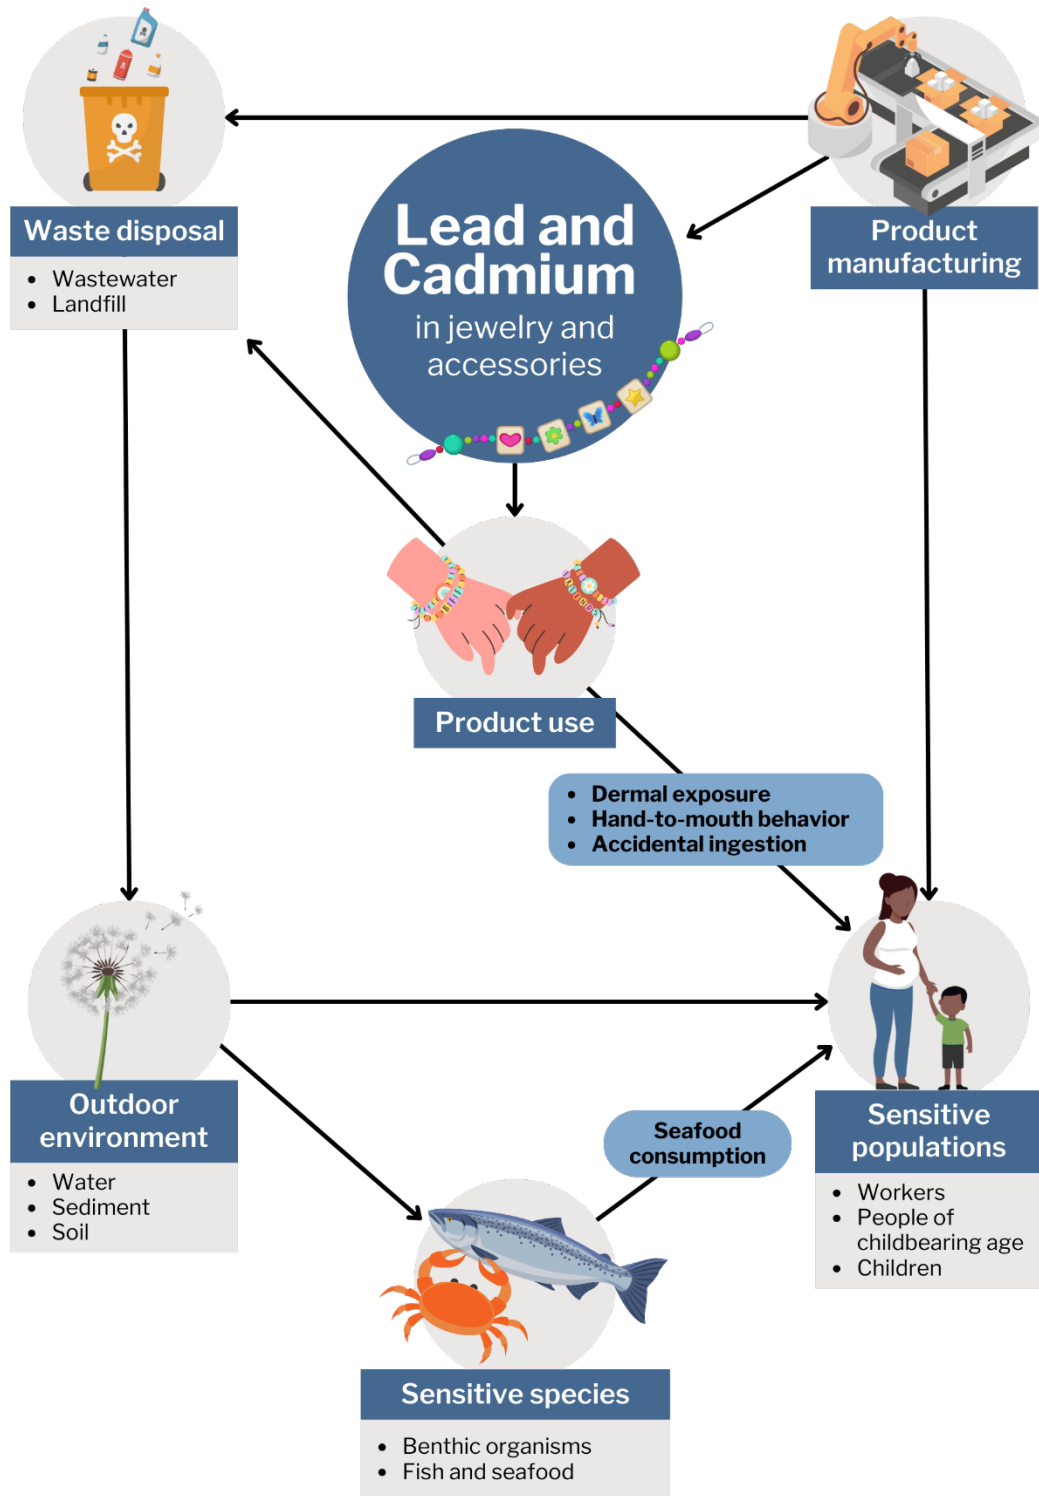 Waste disposal
• Wastewater
• Landfill
Lead and
Cadmium
in jewelry and
accessories
Product
manufacturing
Product use
• Dermal exposure
• Hand-to-mouth behavior
• Accidental ingestion
Outdoor
environment
• Water
• Sediment
• Soil
Seafood
consumption
Sensitive
populations
• Workers
• People of
childbearing age
• Children
Sensitive species
• Benthic organisms
• Fish and seafood